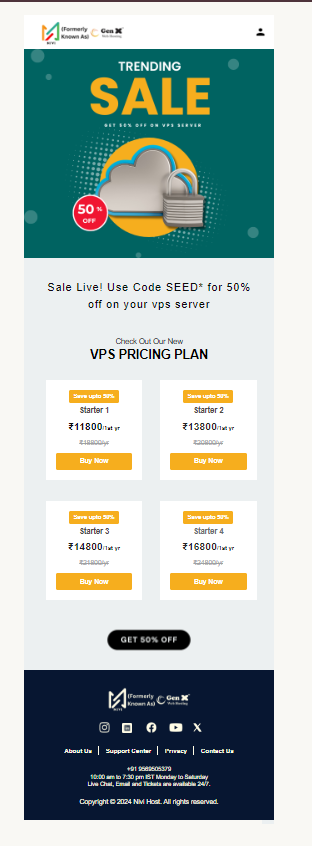 NIVI
(Formerly
Known As)
Gen X
Web Hosting
TRENDING
SALE
GET 50% OFF ON VPS SERVER
50 %
OFF
Sale Live! Use Code SEED* for 50%
off on your vps server
Check Out Our New
VPS PRICING PLAN
Save upto 50%
Starter 1
₹11800/1st yr
₹18800/yr
Buy Now
Save upto 50%
Starter 2
₹13800/1st yr
₹20800/yr
Buy Now
Save upto 50%
Starter 3
₹14800/1st yr
₹21800/yr
Buy Now
Save upto 50%
Starter 4
₹16800/1st yr
₹24800/yr
Buy Now
GET 50% OFF
NIVI
(Formerly
Known As)
Gen X
Web Hosting
About Us | Support Center | Privacy | Contact Us
+91 9569505379
10:00 am to 7:30 pm IST Monday to Saturday
Live Chat, Email and Tickets are available 24/7.
Copyright © 2024 Nivi Host. All rights reserved.